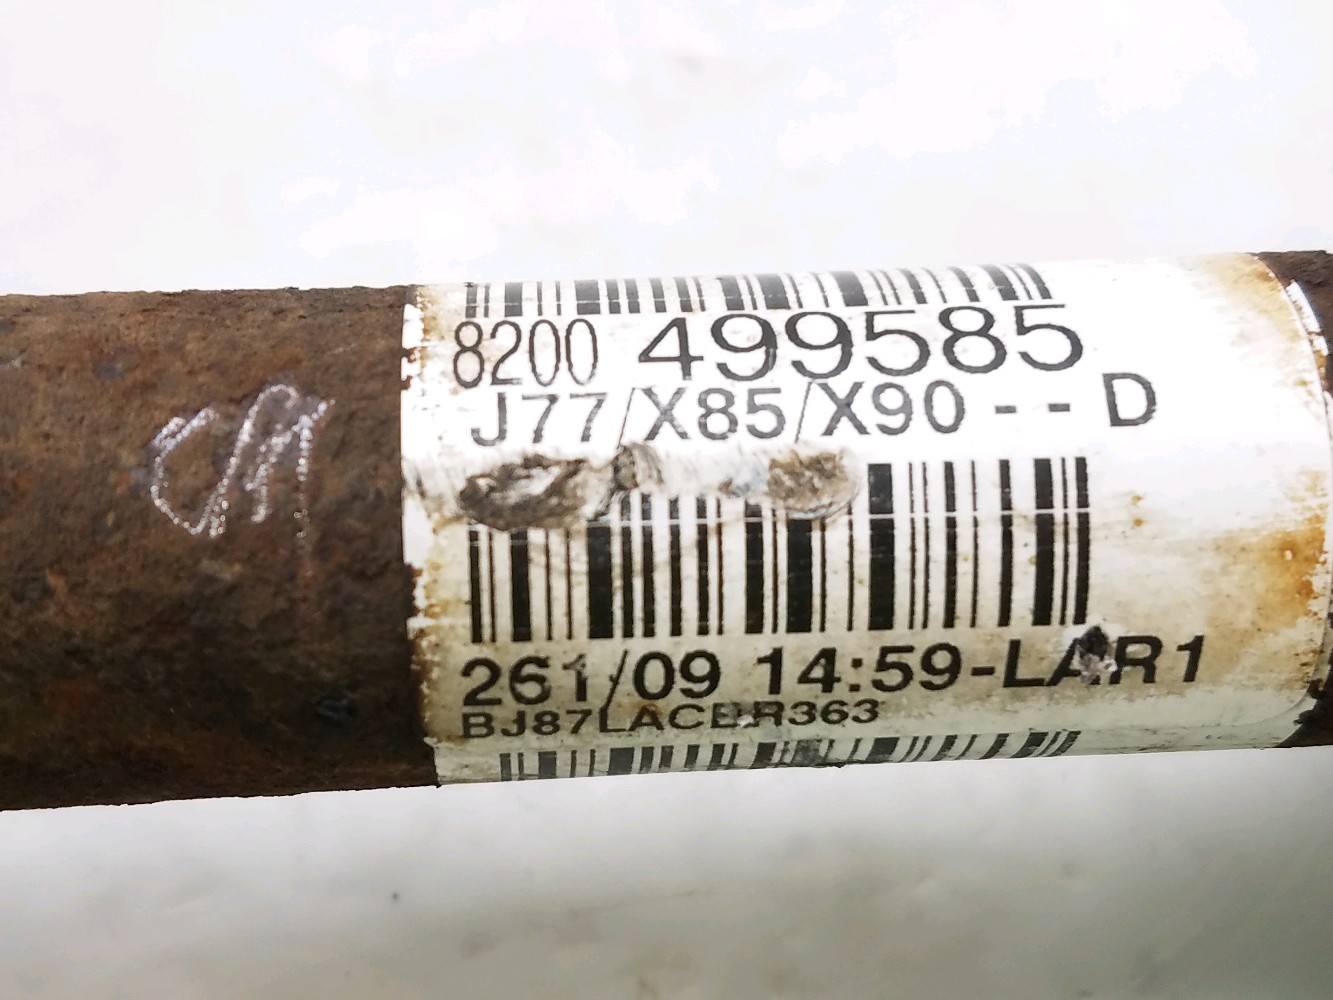 8200 499585
J77/X85/X90 - - D
261/09 14:59-LAR1
BJ87LACBR363